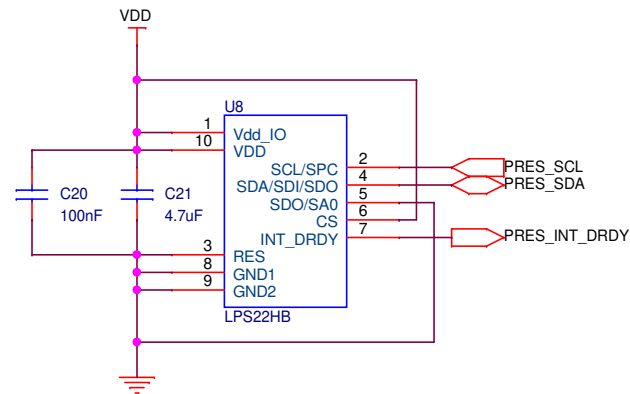 VDD
U8
1 Vdd_IO
10 VDD
SCL/SPC 2 PRES_SCL
SDA/SDI/SDO 4 PRES_SDA
SDO/SA0 5
CS 6
INT_DRDY 7 PRES_INT_DRDY
C20
100nF
C21
4.7uF
3 RES
8 GND1
9 GND2
LPS22HB